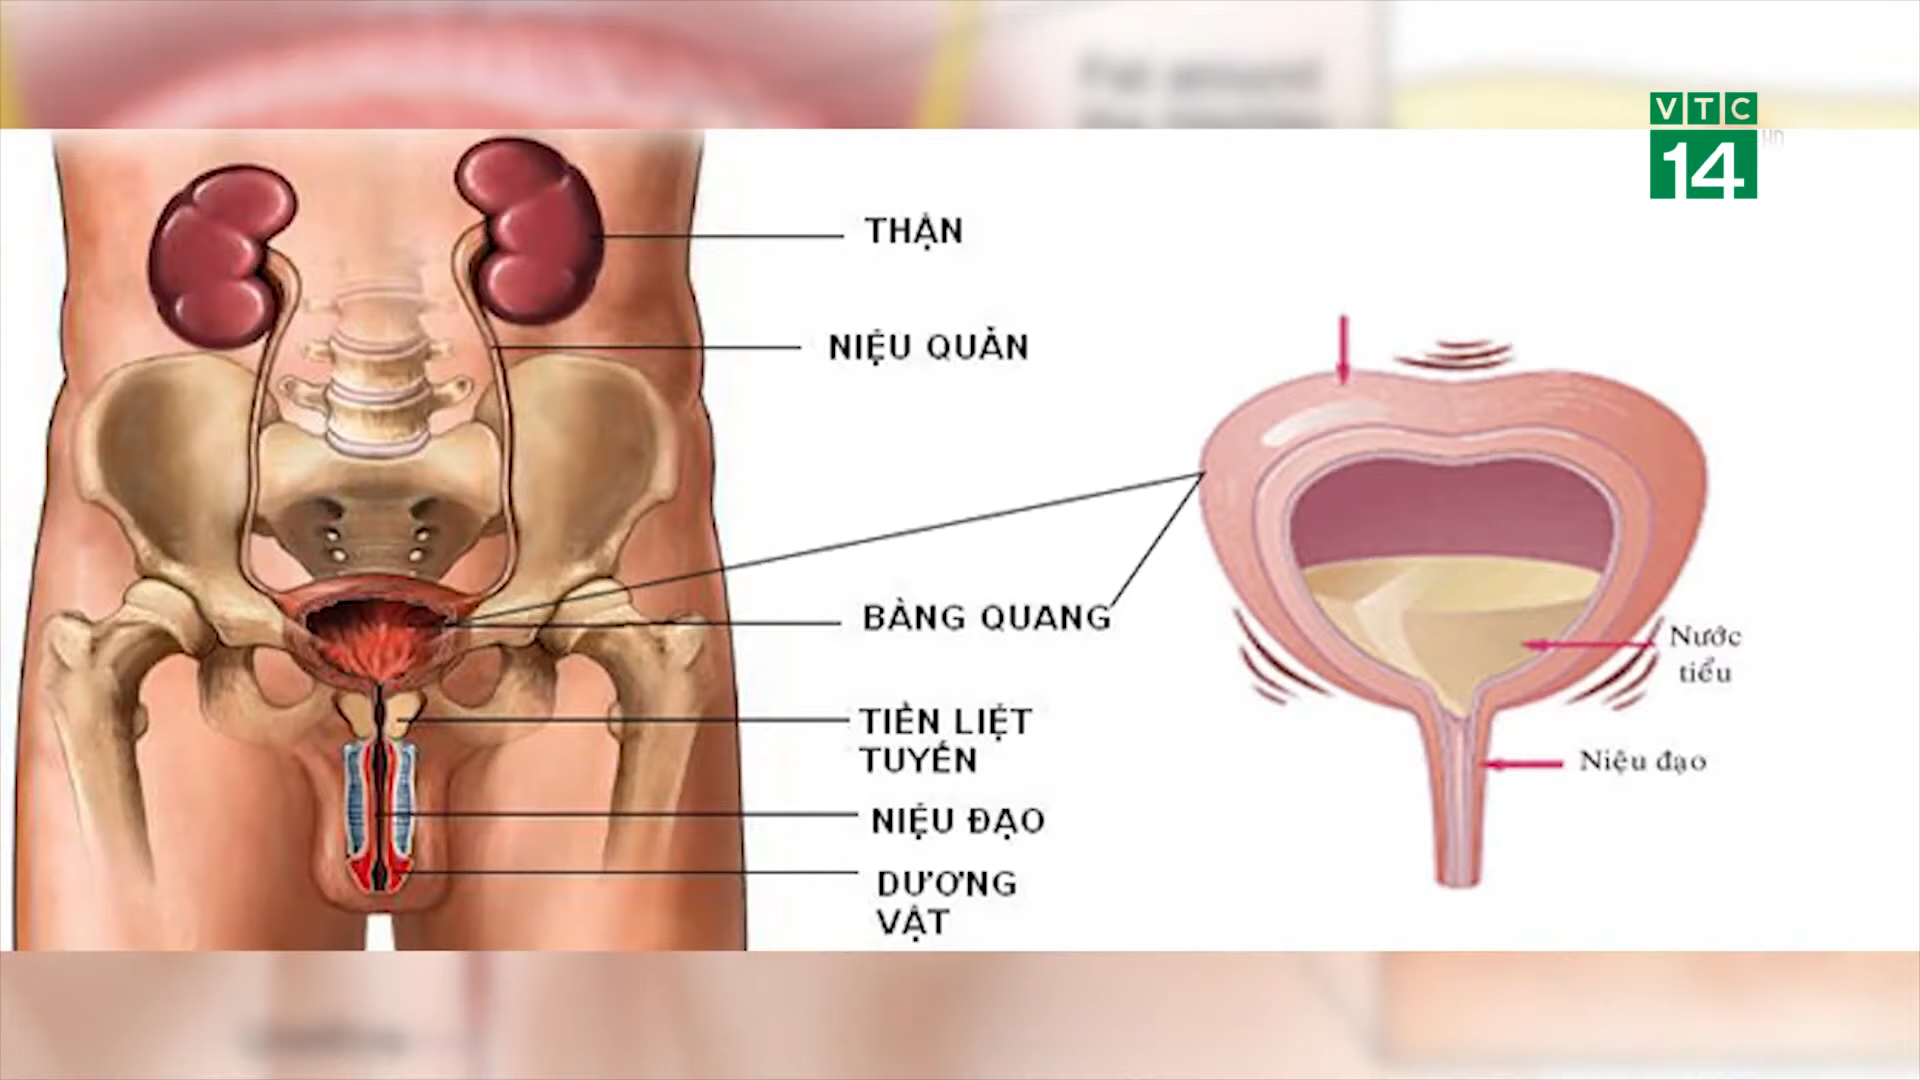 VTC
14
THẬN
NIỆU QUẢN
BÀNG QUANG
TIỀN LIỆT
TUYẾN
NIỆU ĐẠO
DƯƠNG
VẬT
Nước
tiểu
Niệu đạo